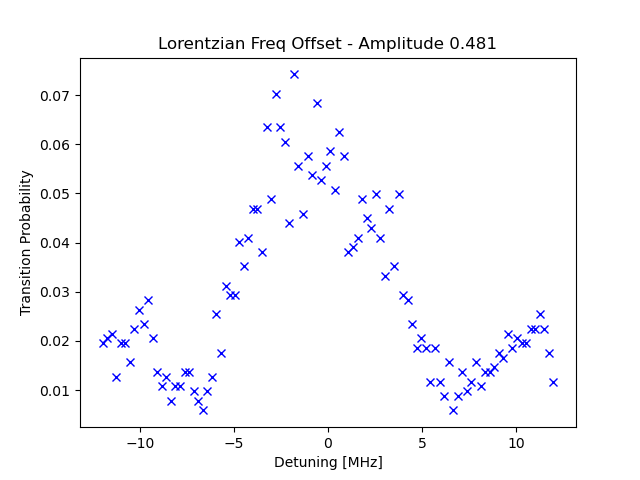 Lorentzian Freq Offset - Amplitude 0.481
Transition Probability
0.07
0.06
0.05
0.04
0.03
0.02
0.01
−10 −5 0 5 10
Detuning [MHz]